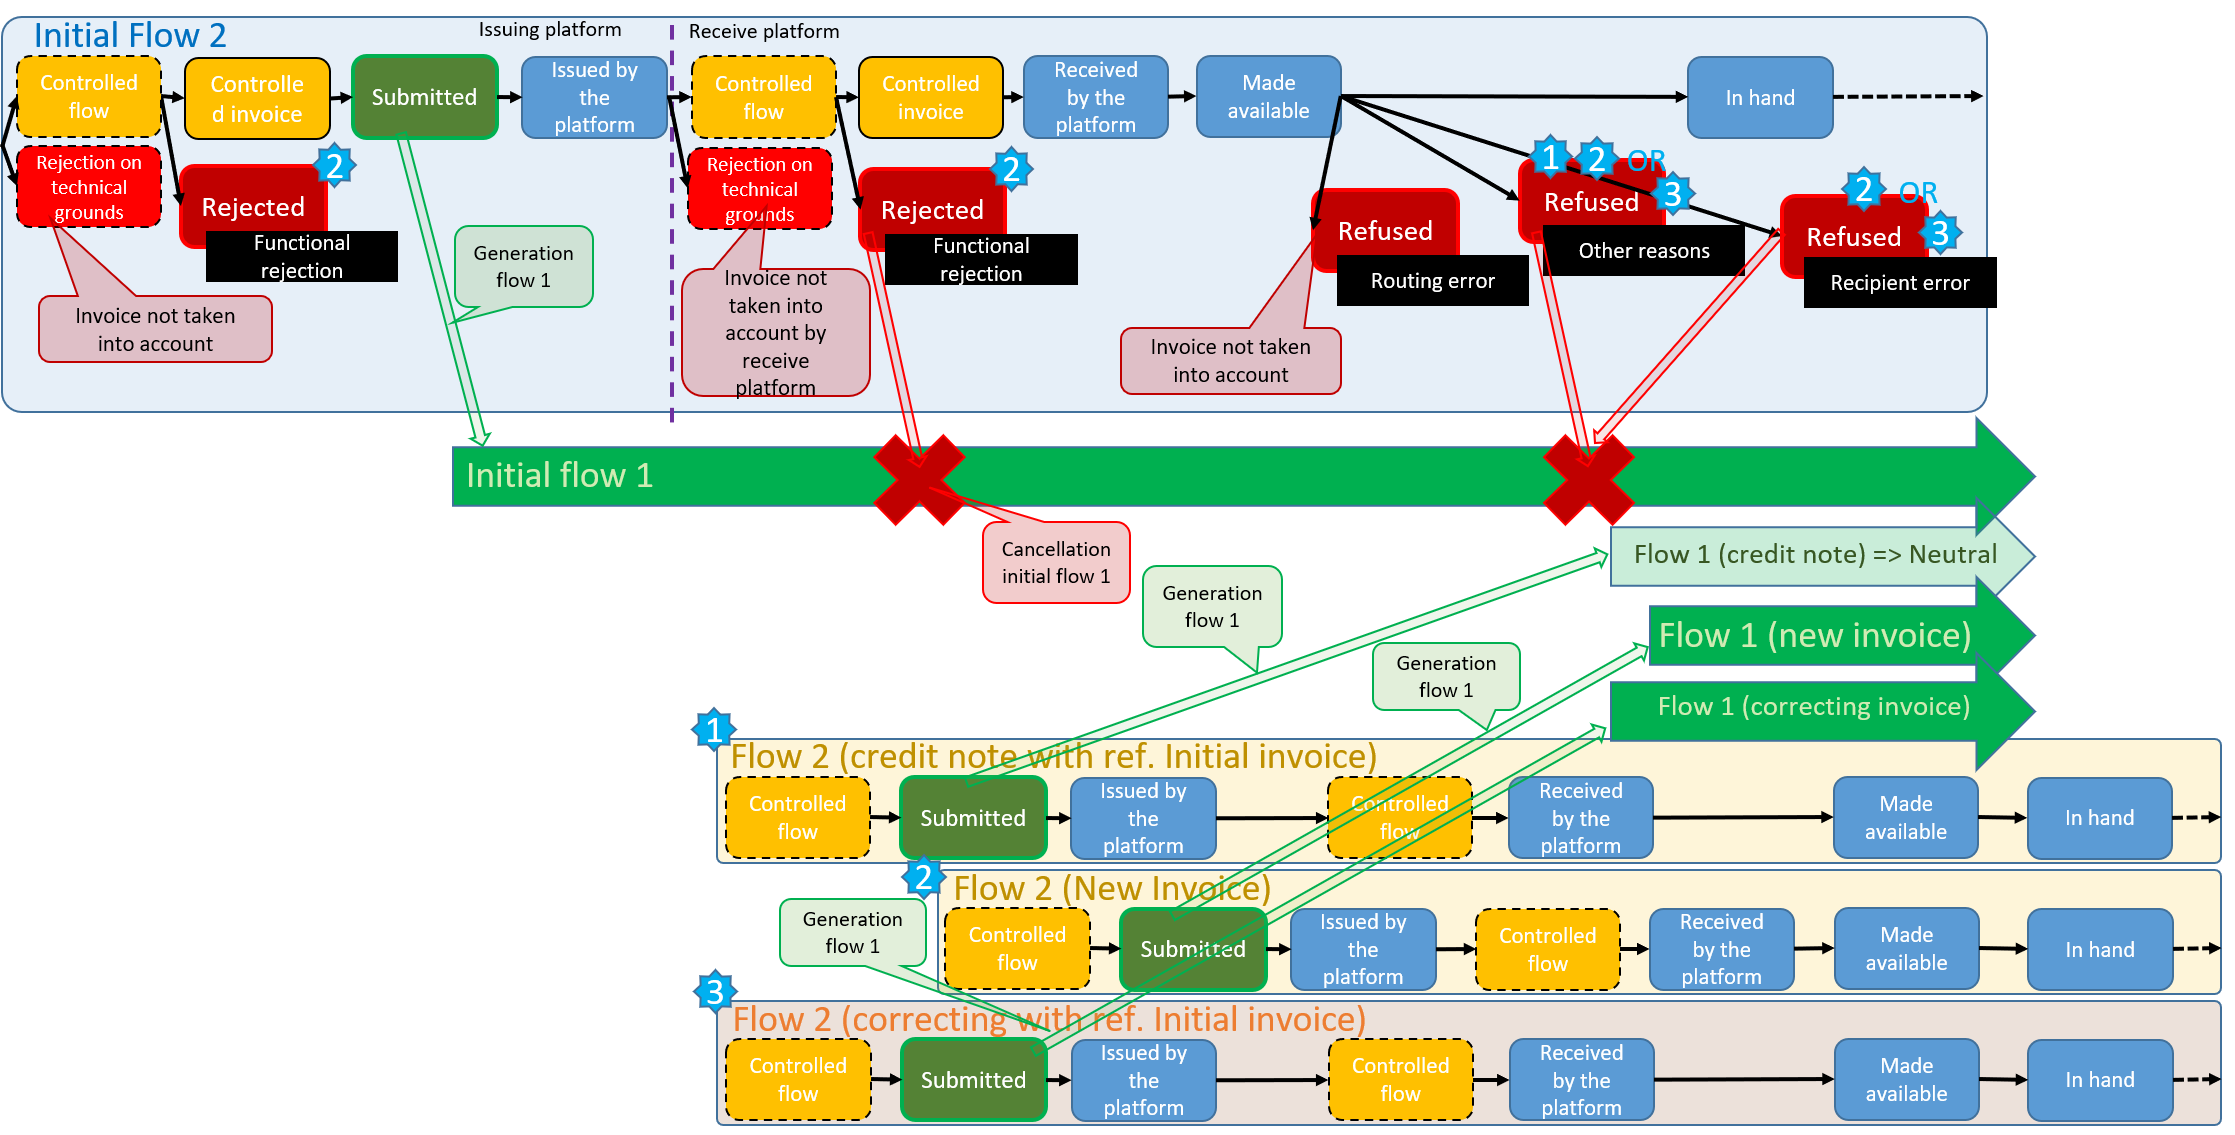 Initial Flow 2
Issuing platform
Receive platform
Controlled
flow
Controlle
d invoice
Submitted
Issued by
the
platform
Controlled
flow
Controlled
invoice
Received
by the
platform
Made
available
In hand
Rejection on
technical
grounds
2
Rejected
Functional
rejection
Rejection on
technical
grounds
2
Rejected
Functional
rejection
Refused
Routing error
1
2
OR
3
Refused
Other reasons
2
OR
3
Refused
Recipient error
Generation
flow 1
Invoice not taken
into account
Invoice not
taken into
account by
receive
platform
Invoice not taken
into account
Initial flow 1
Cancellation
initial flow 1
Flow 1 (credit note) => Neutral
Generation
flow 1
Flow 1 (new invoice)
Generation
flow 1
Flow 1 (correcting invoice)
1
Flow 2 (credit note with ref. Initial invoice)
Controlled
flow
Submitted
Issued by
the
platform
Controlled
flow
Received
by the
platform
Made
available
In hand
2
Flow 2 (New Invoice)
Generation
flow 1
Controlled
flow
Submitted
Issued by
the
platform
Controlled
flow
Received
by the
platform
Made
available
In hand
3
Flow 2 (correcting with ref. Initial invoice)
Controlled
flow
Submitted
Issued by
the
platform
Controlled
flow
Received
by the
platform
Made
available
In hand